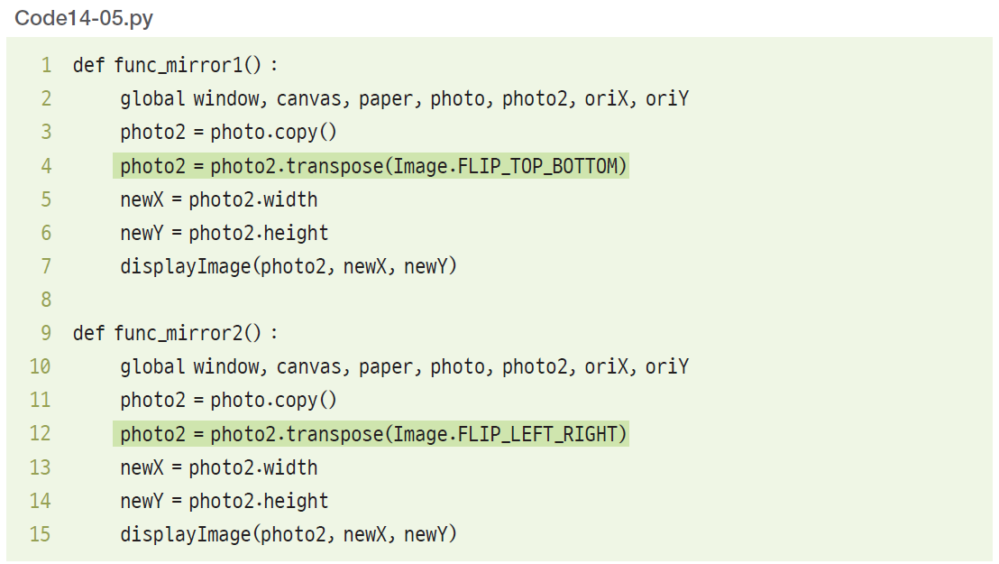 Code14-05.py
1 def func_mirror1() :
2 global window, canvas, paper, photo, photo2, oriX, oriY
3 photo2 = photo.copy()
4 photo2 = photo2.transpose(Image.FLIP_TOP_BOTTOM)
5 newX = photo2.width
6 newY = photo2.height
7 displayImage(photo2, newX, newY)
8
9 def func_mirror2() :
10 global window, canvas, paper, photo, photo2, oriX, oriY
11 photo2 = photo.copy()
12 photo2 = photo2.transpose(Image.FLIP_LEFT_RIGHT)
13 newX = photo2.width
14 newY = photo2.height
15 displayImage(photo2, newX, newY)